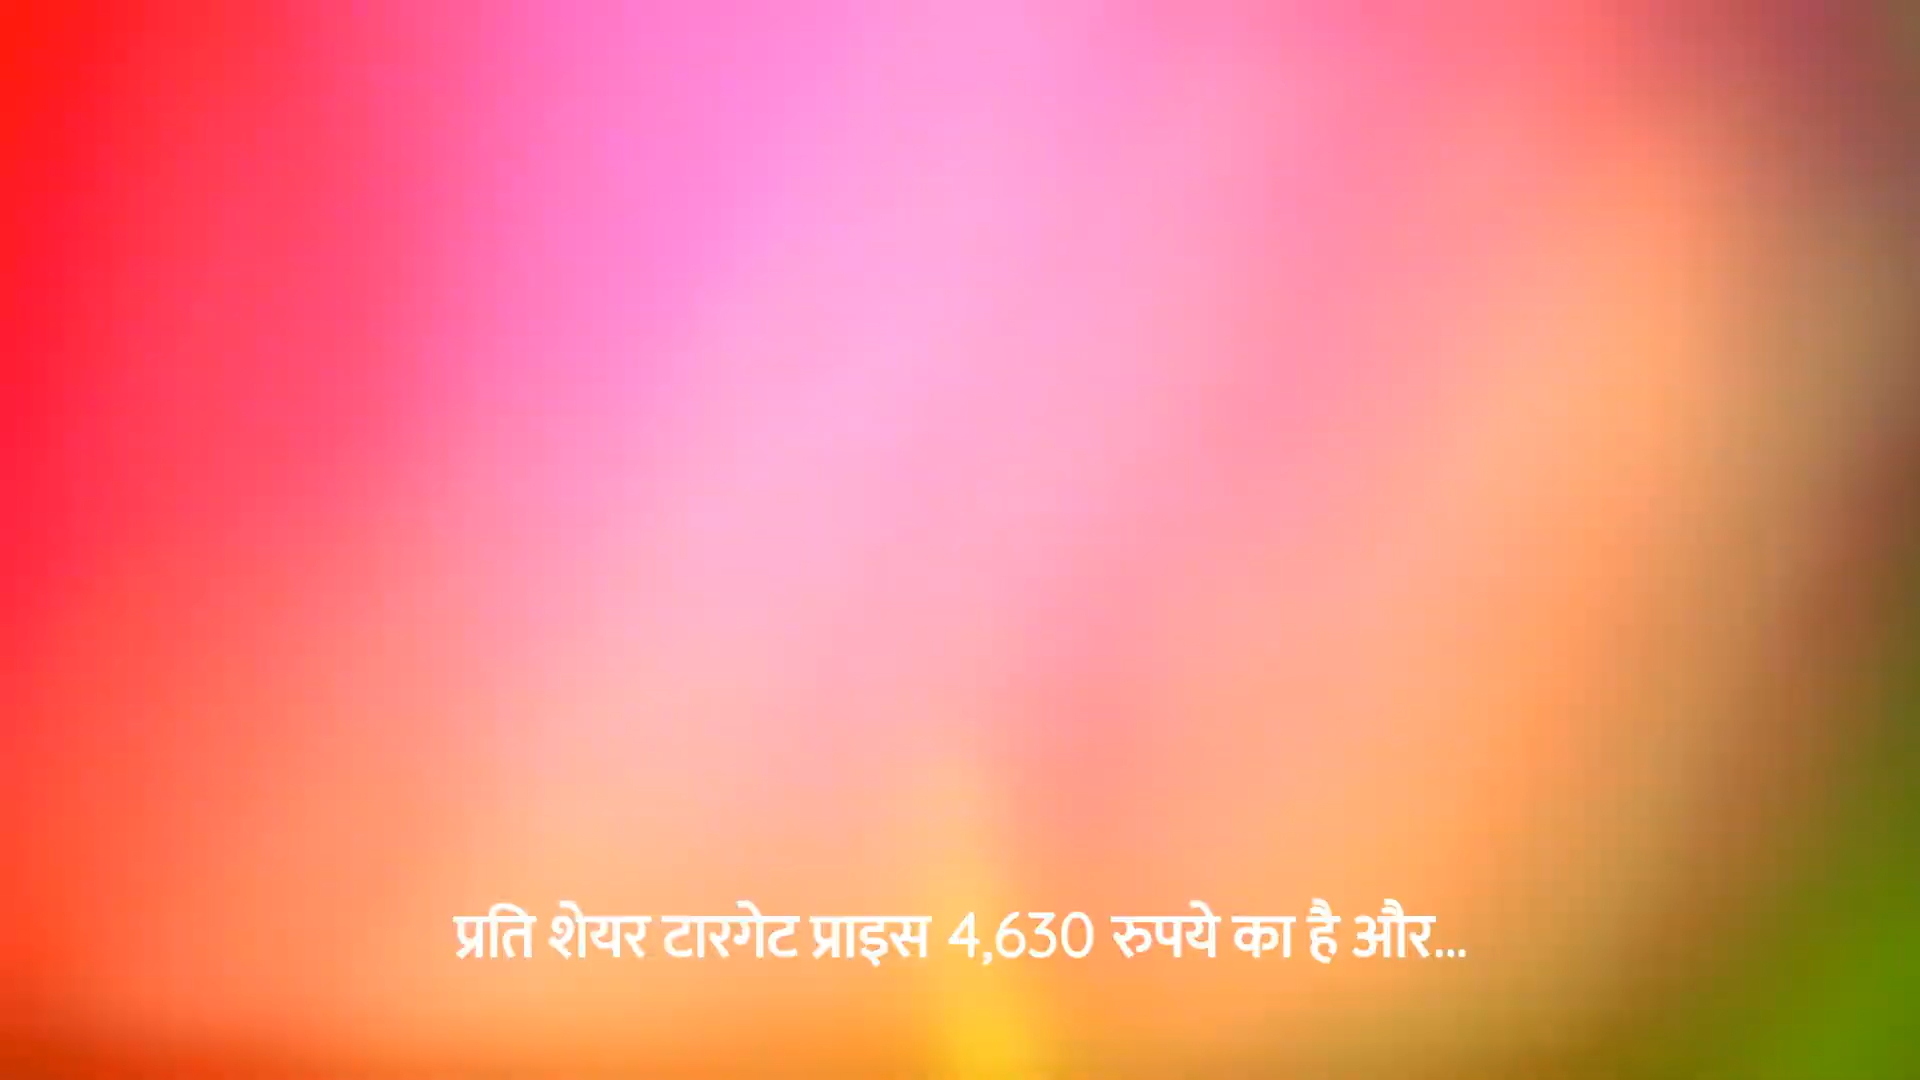 प्रति शेयर टारगेट प्राइस 4,630 रुपये का है और...